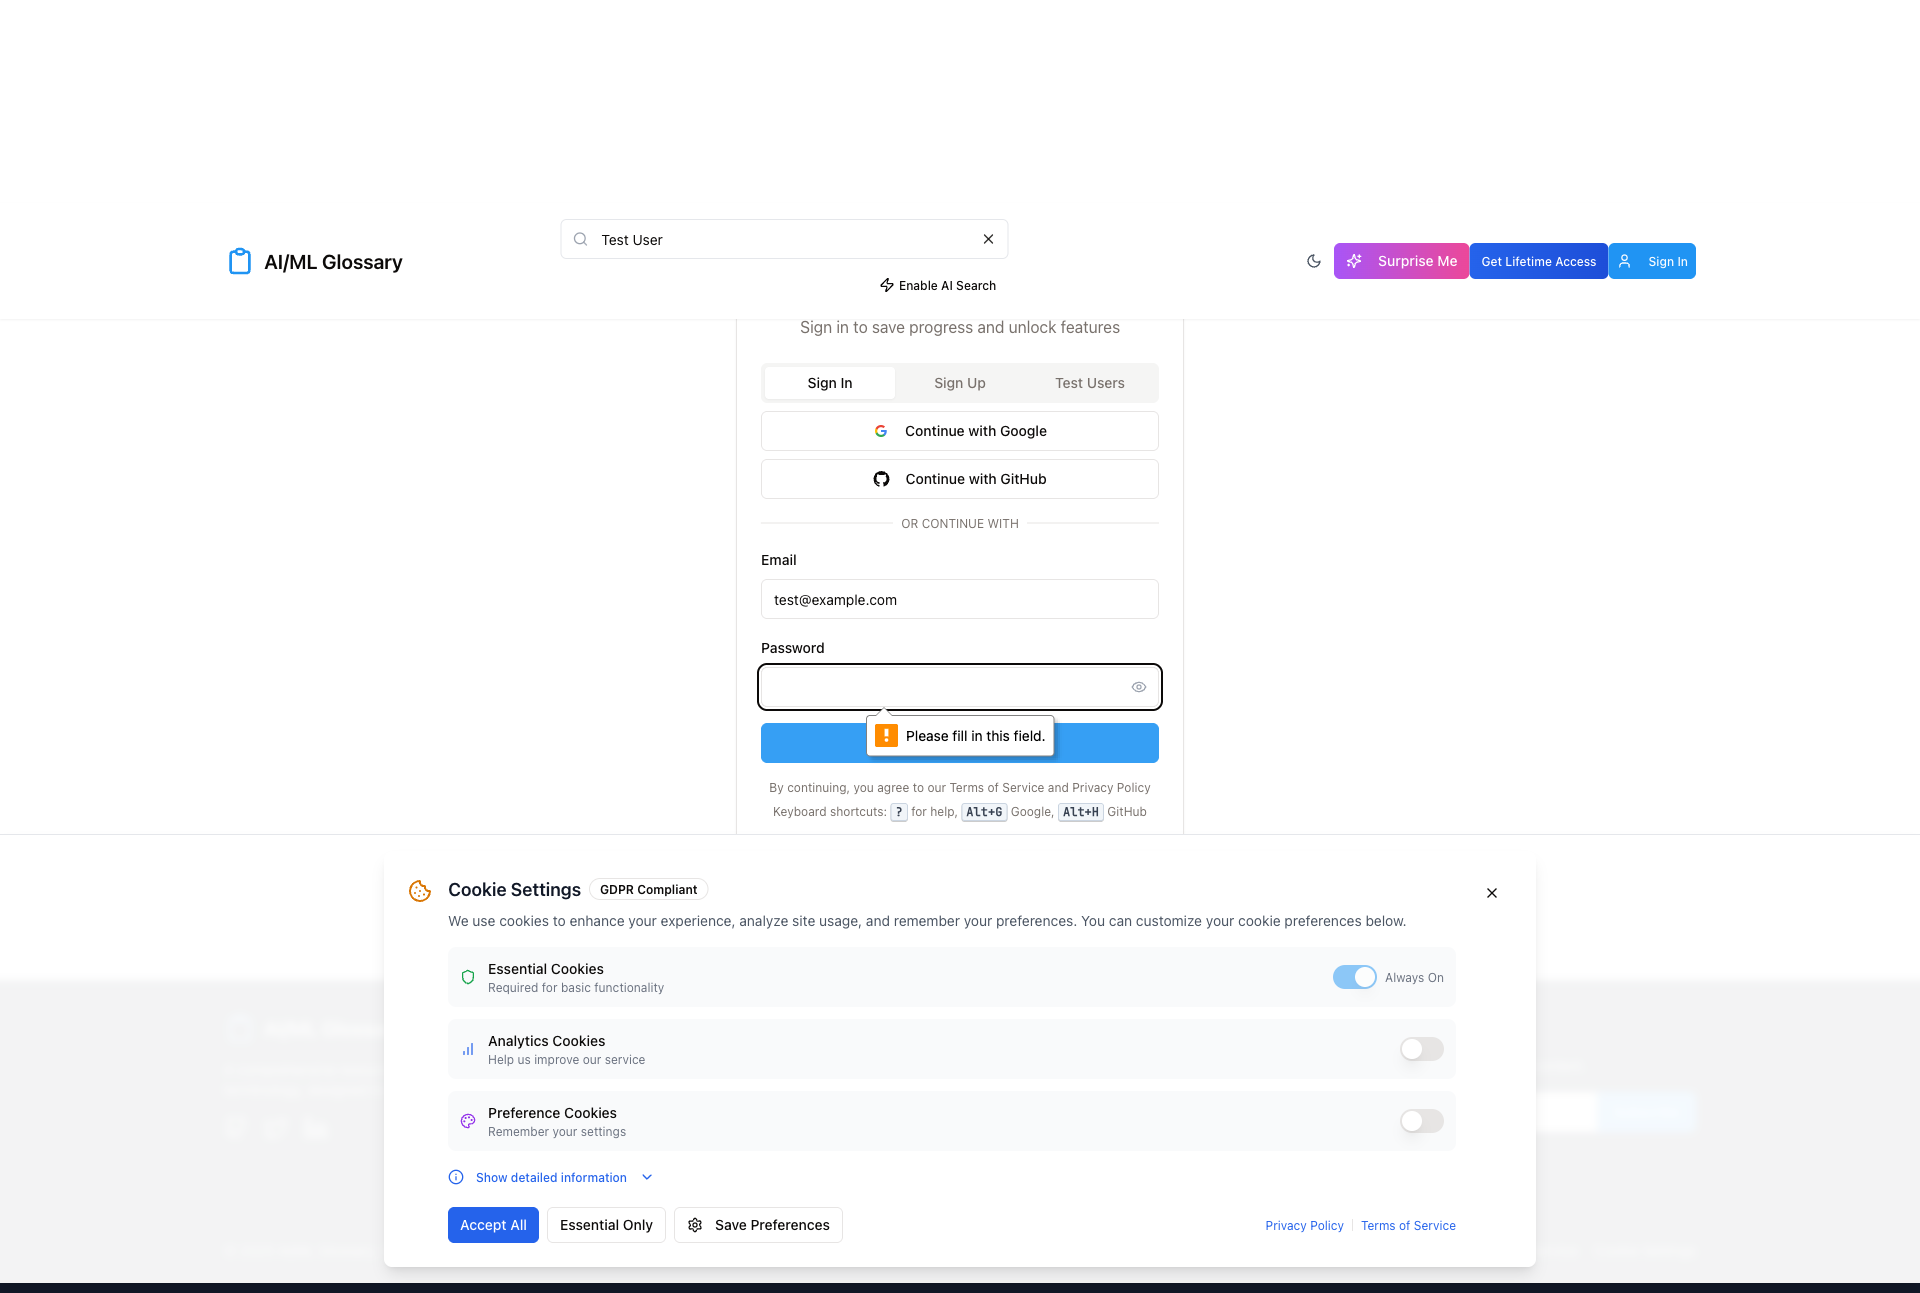 Test User
AI/ML Glossary
Surprise Me
Get Lifetime Access
Sign In
Enable AI Search
Sign in to save progress and unlock features
Sign In
Sign Up
Test Users
Continue with Google
Continue with GitHub
OR CONTINUE WITH
Email
test@example.com
Password
Please fill in this field.
By continuing, you agree to our Terms of Service and Privacy Policy
Keyboard shortcuts: ? for help, Alt+G Google, Alt+H GitHub
Cookie Settings
GDPR Compliant
We use cookies to enhance your experience, analyze site usage, and remember your preferences. You can customize your cookie preferences below.
Essential Cookies
Required for basic functionality
Always On
Analytics Cookies
Help us improve our service
Preference Cookies
Remember your settings
Show detailed information
Accept All
Essential Only
Save Preferences
Privacy Policy
Terms of Service